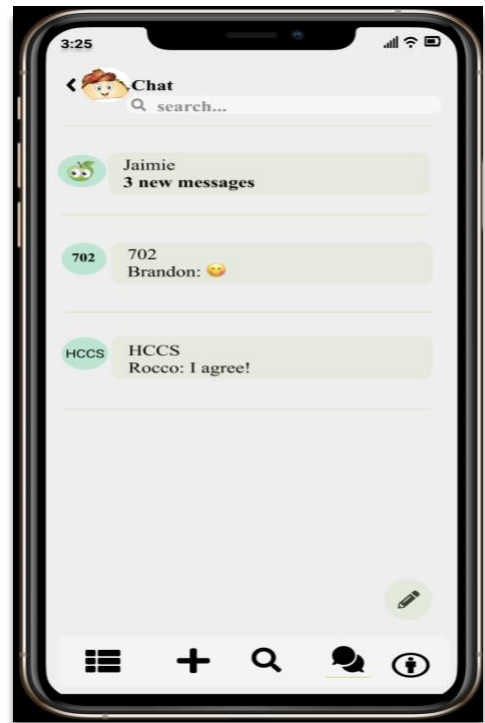 3:25
Chat
search...
Jaimie
3 new messages
702
702
Brandon: 😋
HCCS
HCCS
Rocco: I agree!